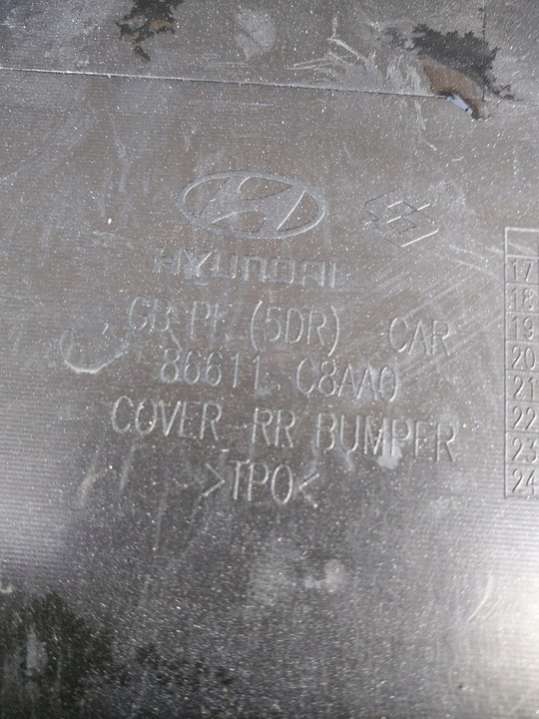 HYUNDAI
GB PE (5DR) CAR
86611 C8AA0
COVER-RR BUMPER
>TPO<
17
18
19
20
21
22
23
24